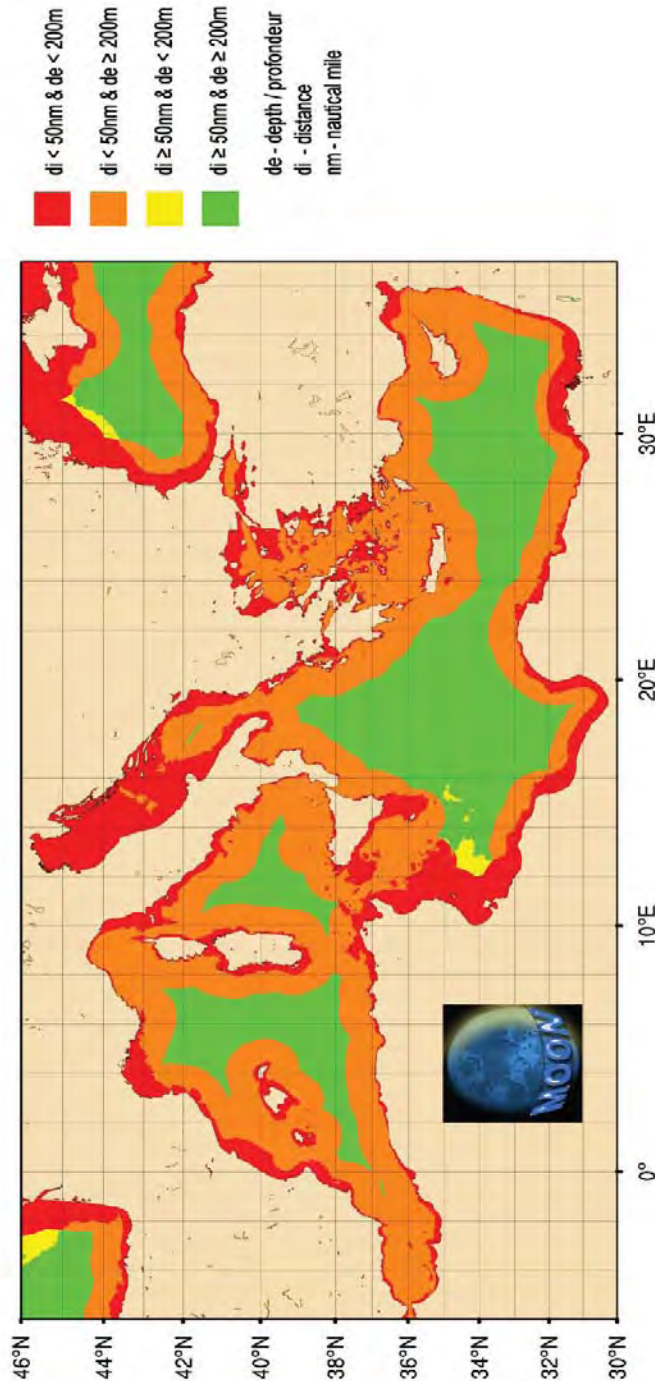 di < 50nm & de < 200m
di < 50nm & de ≥ 200m
di ≥ 50nm & de < 200m
di ≥ 50nm & de ≥ 200m
de - depth / profondeur
di - distance
nm - nautical mile
46°N
44°N
42°N
40°N
38°N
36°N
34°N
32°N
30°N
0°
10°E
20°E
30°E
MOON